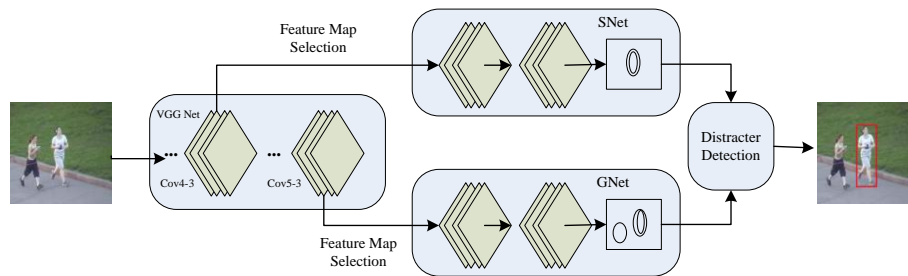 Feature Map
Selection
SNet
VGG Net
...
...
Cov4-3
Cov5-3
Distracter
Detection
GNet
Feature Map
Selection